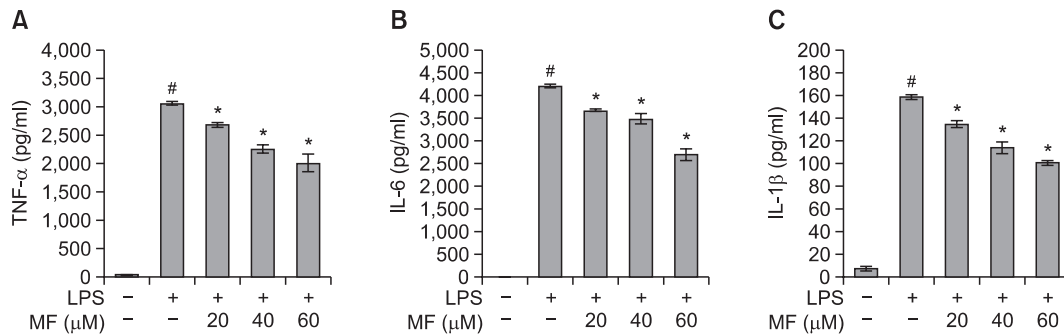 A
4,000
3,500
3,000
2,500
2,000
1,500
1,000
500
0
TNF-α (pg/ml)
# * * *
LPS − + + + +
MF (μM) − − 20 40 60
B
5,000
4,500
4,000
3,500
3,000
2,500
2,000
1,500
1,000
500
0
IL-6 (pg/ml)
# * * *
LPS − + + + +
MF (μM) − − 20 40 60
C
200
180
160
140
120
100
80
60
40
20
0
IL-1β (pg/ml)
# * * *
LPS − + + + +
MF (μM) − − 20 40 60